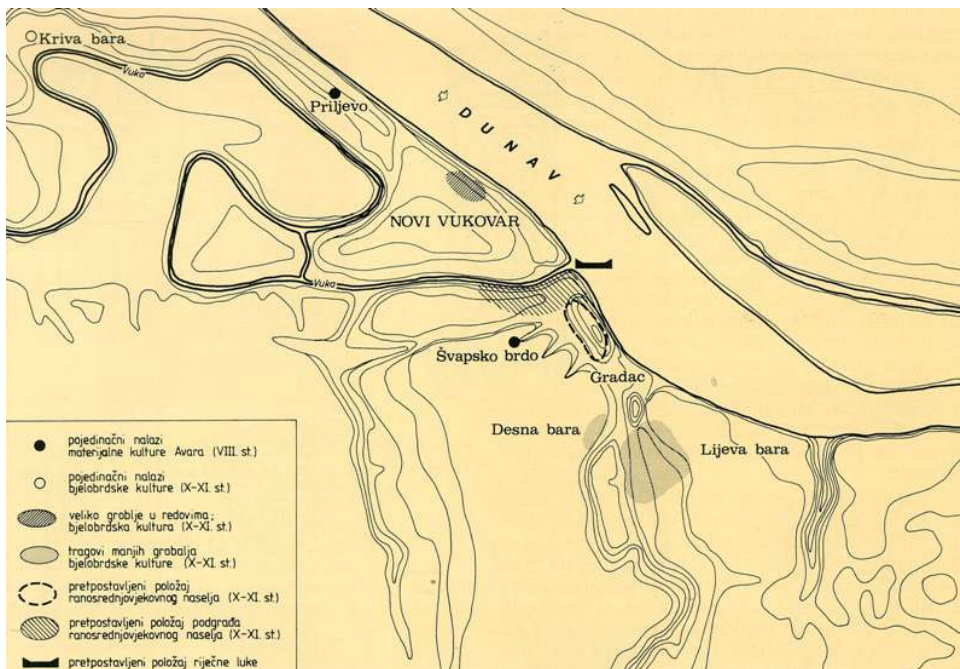 Kriva bara
Vuka
Priljevo
DUNAV
NOVI VUKOVAR
Vuka
Švapsko brdo
Gradac
Desna bara
Lijeva bara
pojedinačni nalazi
materijalne kulture Avara (VIII. st.)
pojedinačni nalazi
bjelobrdske kulture (X-XI. st.)
veliko groblje u redovima;
bjelobrdska kultura (X-XI. st.)
tragovi manjih grobalja
bjelobrdske kulture (X-XI. st.)
pretpostavljeni položaj
ranosrednjovjekovnog naselja (X-XI. st.)
pretpostavljeni položaj podgrađa
ranosrednjovjekovnog naselja (X-XI. st.)
pretpostavljeni položaj riječne luke